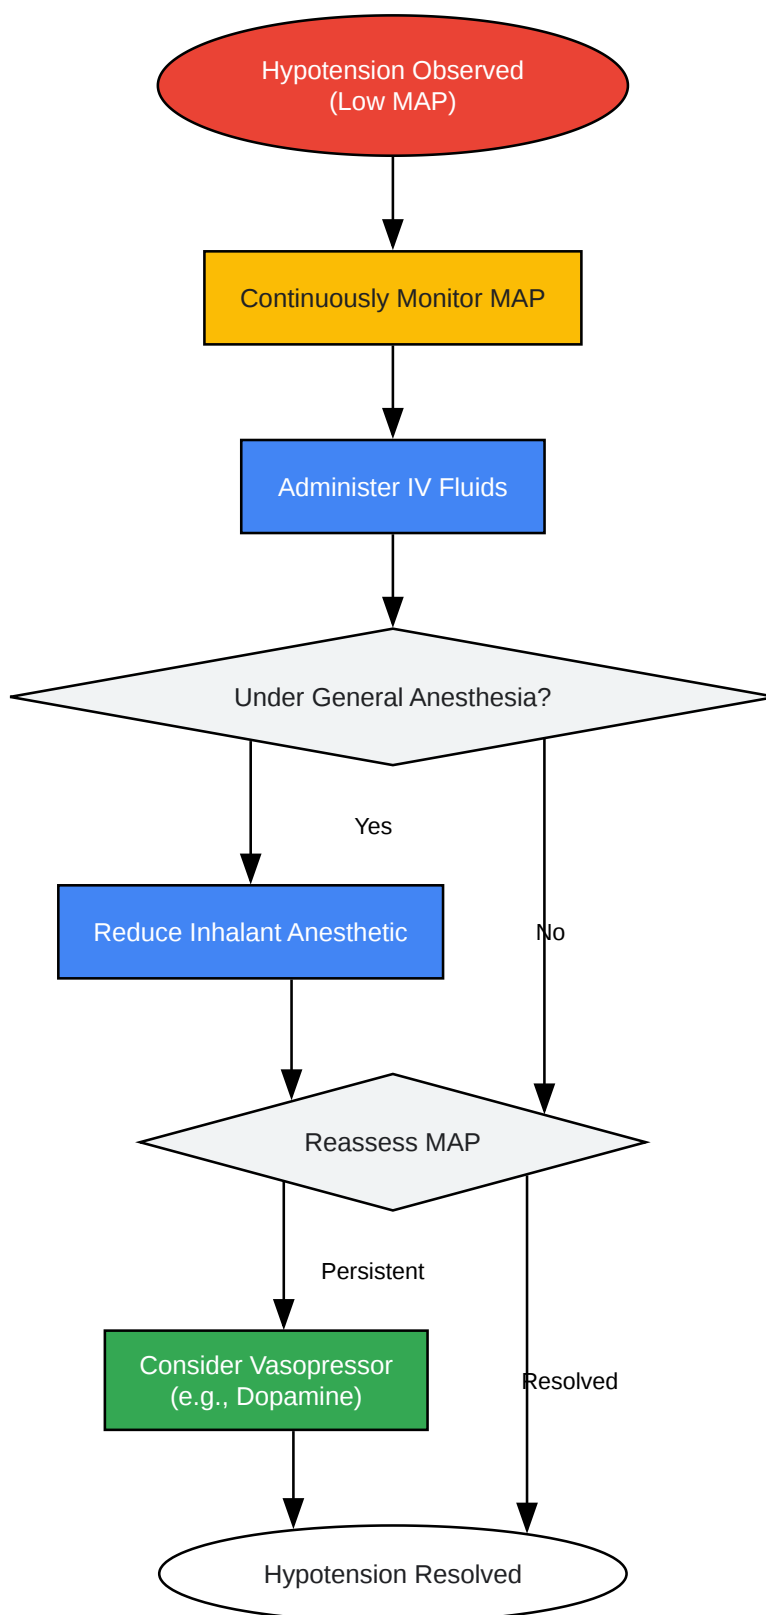 Hypotension Observed
(Low MAP)
Continuously Monitor MAP
Administer IV Fluids
Under General Anesthesia?
Yes
Reduce Inhalant Anesthetic
No
Reassess MAP
Persistent
Consider Vasopressor
(e.g., Dopamine)
Resolved
Hypotension Resolved